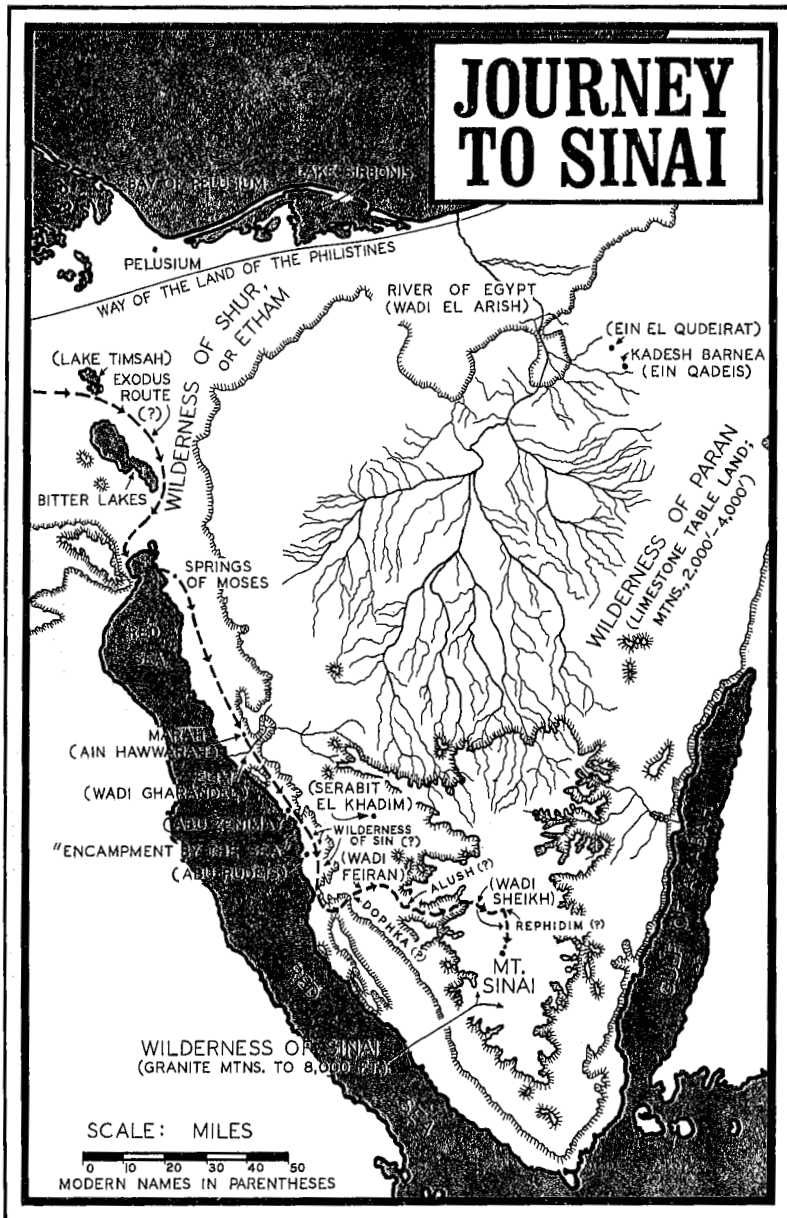 JOURNEY
TO SINAI
BAY OF PELUSIUM
LAKE SIRBONIS
PELUSIUM
WAY OF THE LAND OF THE PHILISTINES
RIVER OF EGYPT
(WADI EL ARISH)
(EIN EL QUDEIRAT)
KADESH BARNEA
(EIN QADEIS)
WILDERNESS OF SHUR,
OR ETHAM
(LAKE TIMSAH)
EXODUS
ROUTE
(?)
BITTER LAKES
WILDERNESS OF PARAN
(LIMESTONE TABLE LAND;
MTNS., 2,000'-4,000')
SPRINGS
OF MOSES
RED
SEA
MARAH
(AIN HAWWARAH)
ELIM
(WADI GHARANDEL)
(SERABIT
EL KHADIM)
(ABU ZENIMA)
WILDERNESS
OF SIN (?)
"ENCAMPMENT BY THE SEA"
(ABU RUDEIS)
(WADI
FEIRAN)
ALUSH (?)
DOPHKA (?)
(WADI
SHEIKH)
REPHIDIM (?)
MT.
SINAI
RED
SEA
WILDERNESS OF SINAI
(GRANITE MTNS. TO 8,000 FT.)
SCALE: MILES
0 10 20 30 40 50
MODERN NAMES IN PARENTHESES